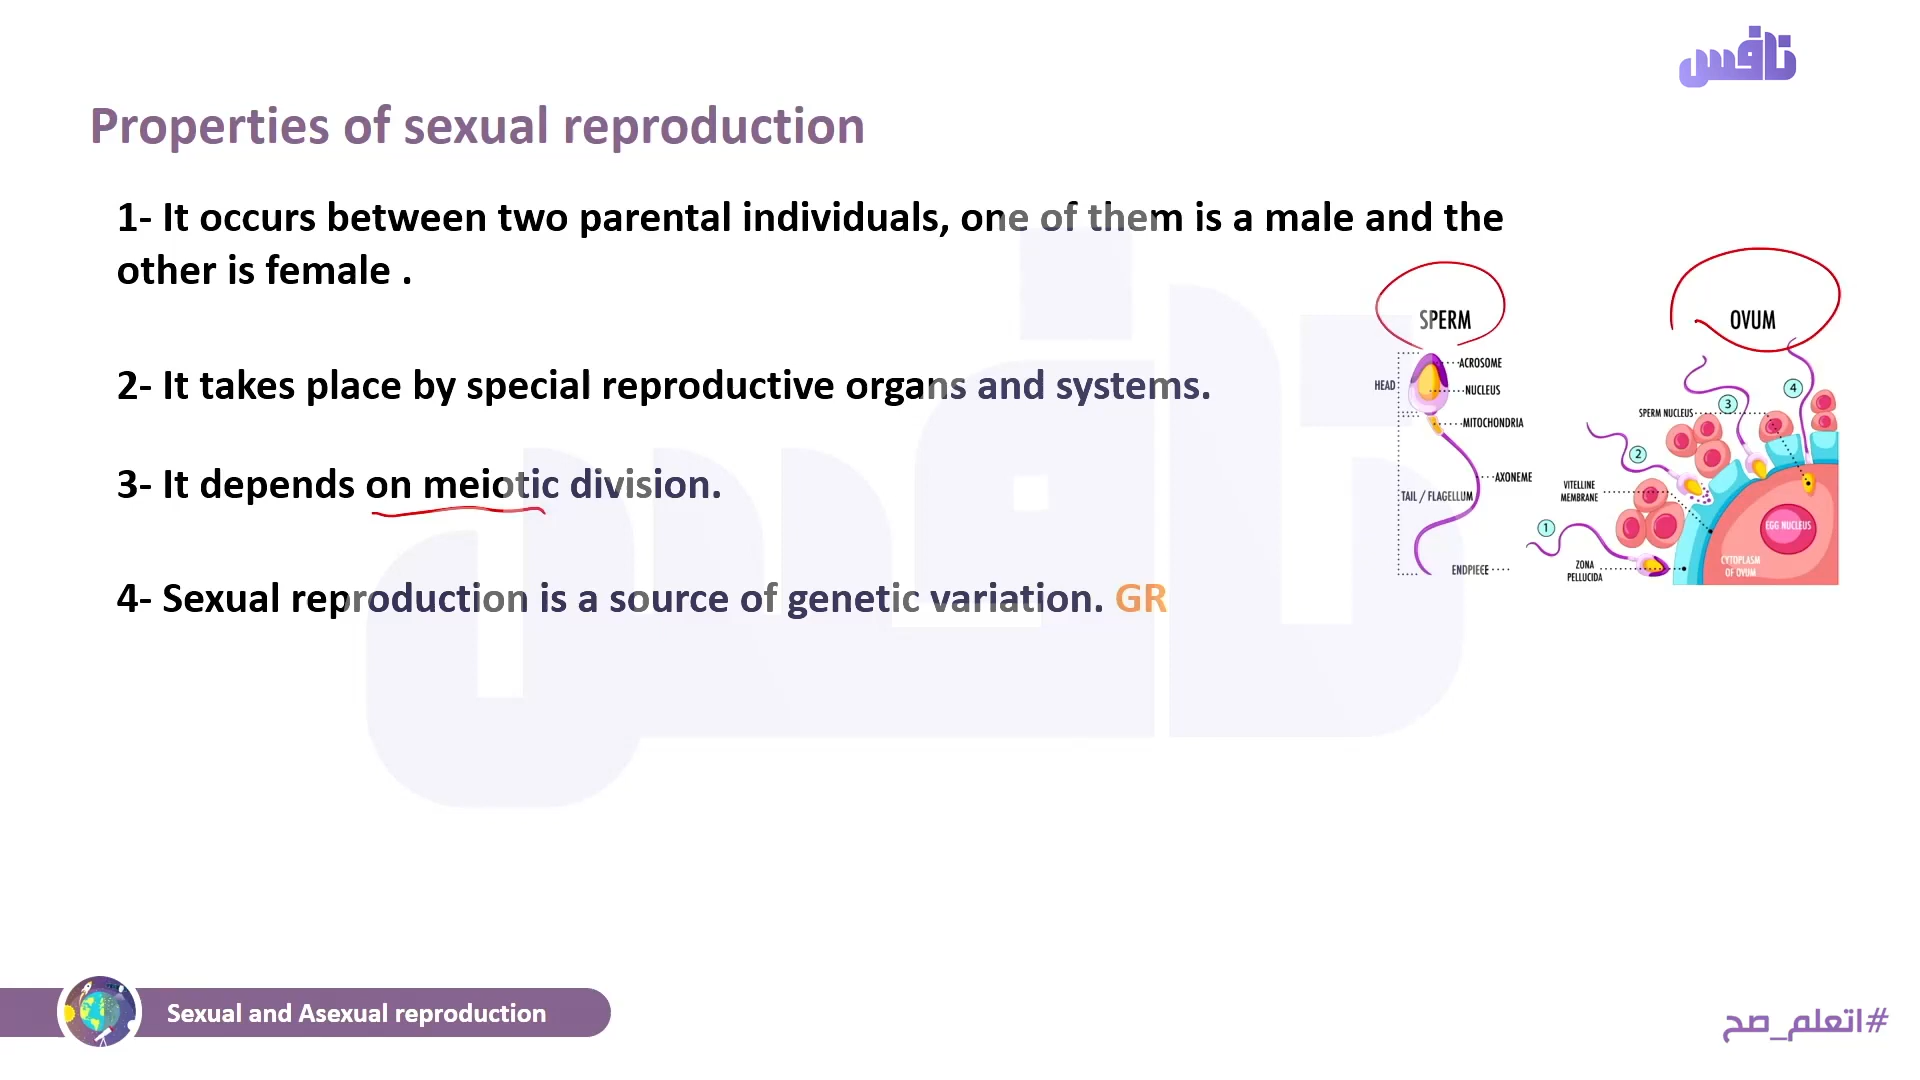 نافس
Properties of sexual reproduction
1- It occurs between two parental individuals, one of them is a male and the
other is female .
2- It takes place by special reproductive organs and systems.
3- It depends on meiotic division.
4- Sexual reproduction is a source of genetic variation. GR
SPERM
ACROSOME
HEAD
NUCLEUS
MITOCHONDRIA
AXONEME
TAIL / FLAGELLUM
ENDPIECE
OVUM
4
3
SPERM NUCLEUS
2
VITELLINE
MEMBRANE
1
EGG NUCLEUS
ZONA
PELLUCIDA
CYTOPLASM
OF OVUM
Sexual and Asexual reproduction
#اتعلم_صح